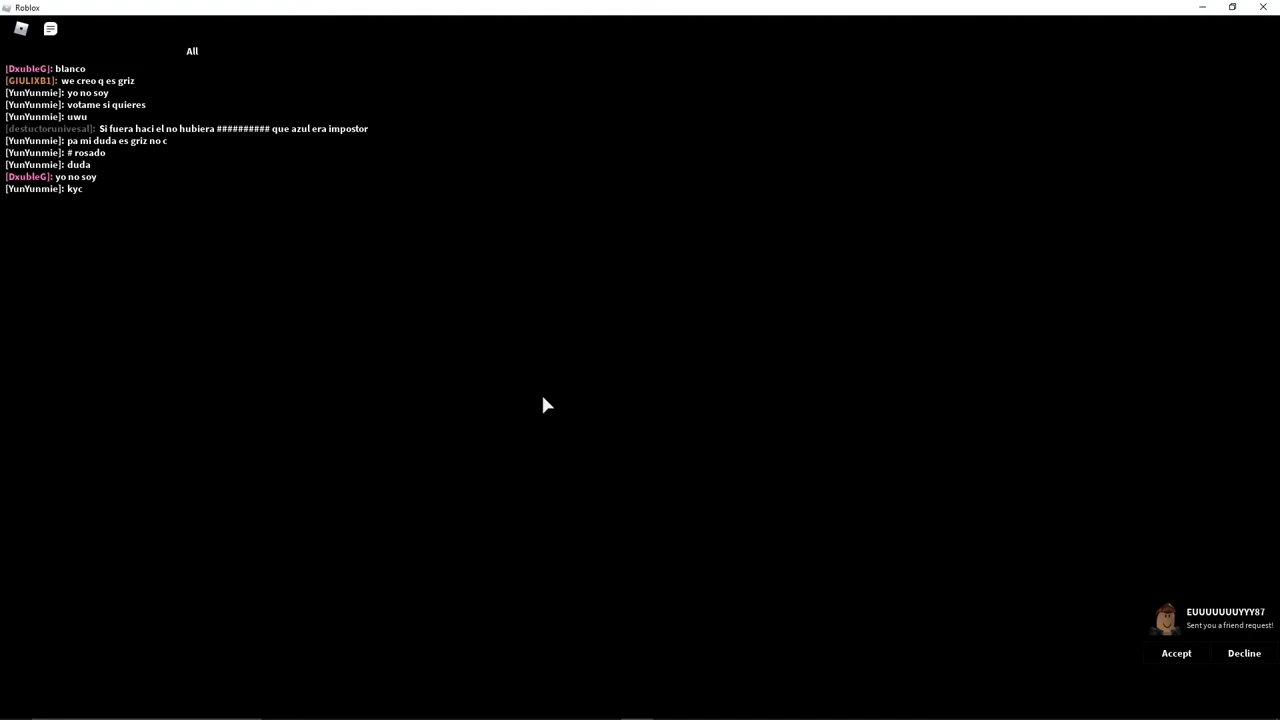 Roblox
All
[DxubleG]: blanco
[GIULIXB1]: we creo q es griz
[YunYunmie]: yo no soy
[YunYunmie]: votame si quieres
[YunYunmie]: uwu
[destuctorunivesal]: Si fuera haci el no hubiera ########## que azul era impostor
[YunYunmie]: pa mi duda es griz no c
[YunYunmie]: # rosado
[YunYunmie]: duda
[DxubleG]: yo no soy
[YunYunmie]: kyc
EUUUUUUUYYY87
Sent you a friend request!
Accept Decline